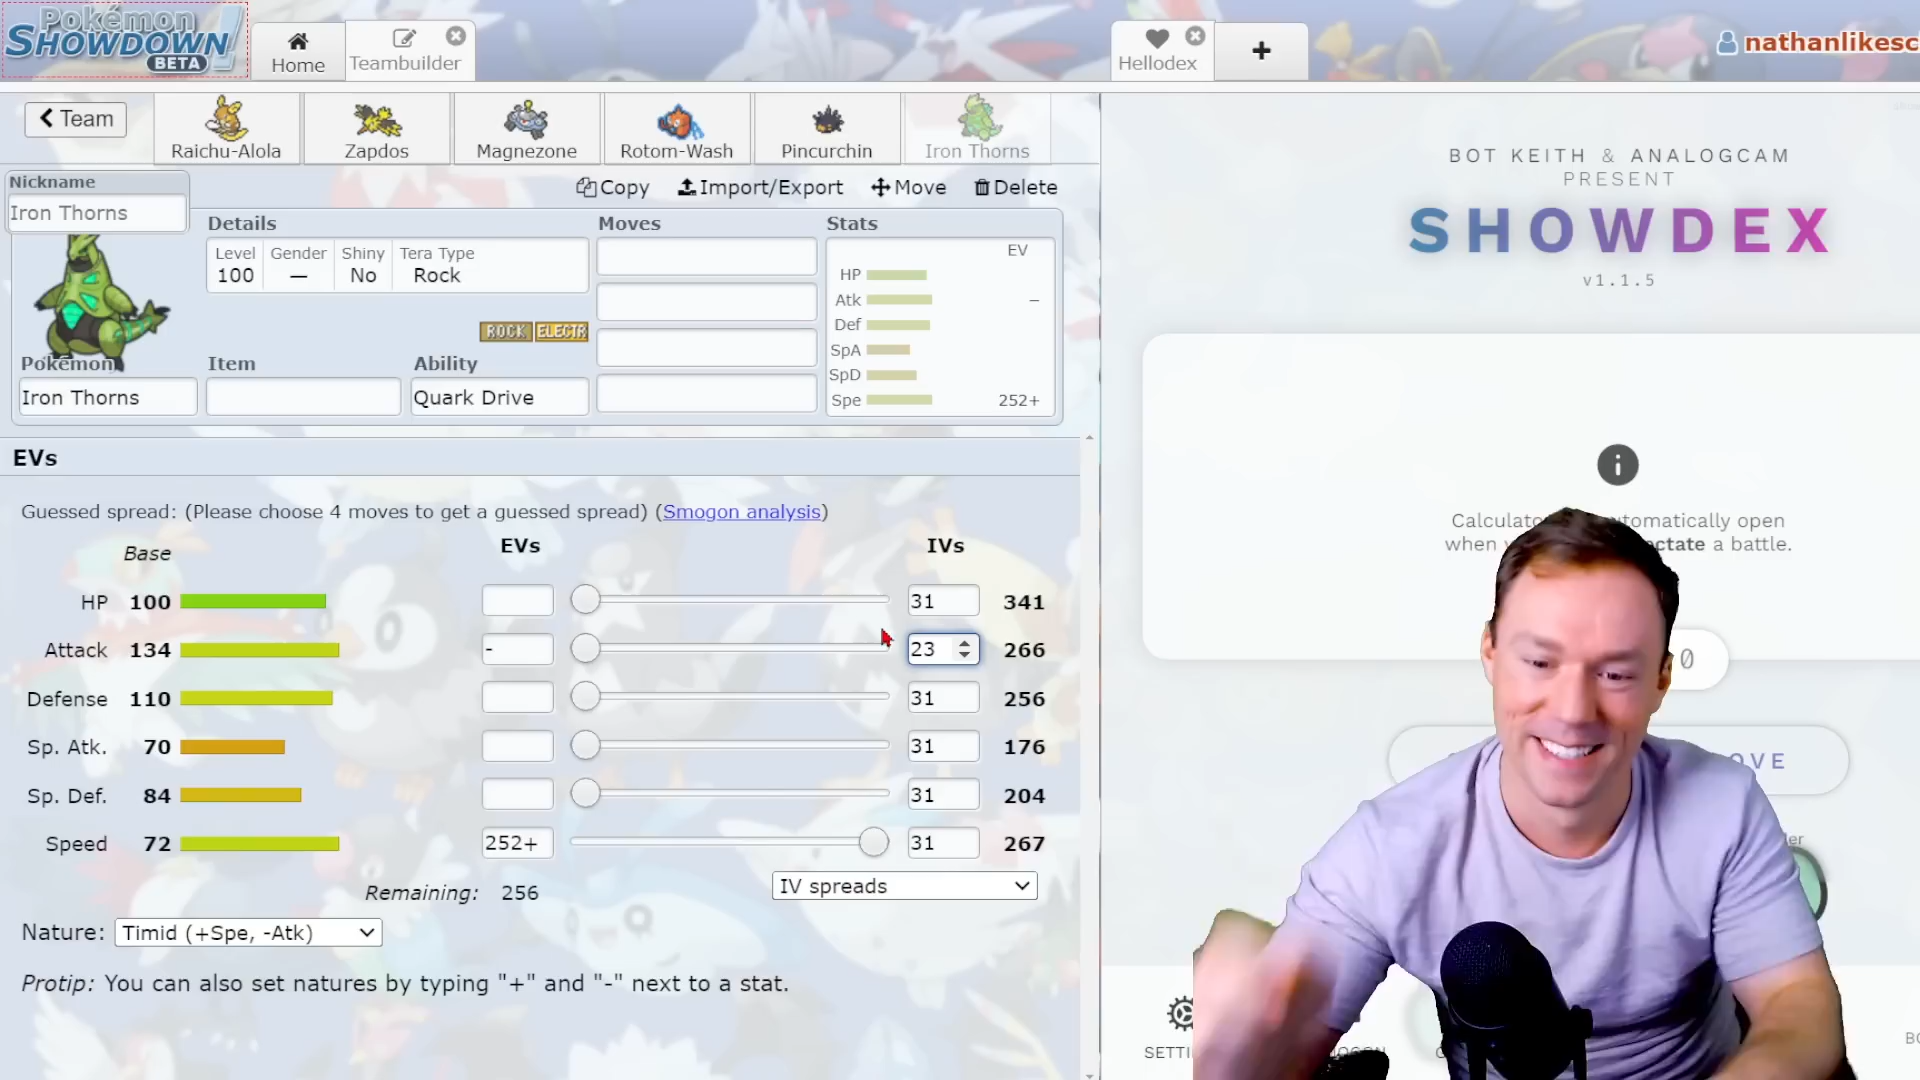 Pokémon
SHOWDOWN!
BETA
Home
Teambuilder
Hellodex
+
nathanlikesc
Team
Raichu-Alola
Zapdos
Magnezone
Rotom-Wash
Pincurchin
Iron Thorns
Nickname
Iron Thorns
Copy
Import/Export
Move
Delete
Details
Moves
Stats
Level Gender Shiny Tera Type
100 — No Rock
EV
HP
Atk –
Def
SpA
SpD
Spe 252+
ROCK ELECTR
Pokémon Item Ability
Iron Thorns Quark Drive
EVs
Guessed spread: (Please choose 4 moves to get a guessed spread) (Smogon analysis)
Base EVs IVs
HP 100 31 341
Attack 134 - 23 266
Defense 110 31 256
Sp. Atk. 70 31 176
Sp. Def. 84 31 204
Speed 72 252+ 31 267
Remaining: 256
IV spreads
Nature: Timid (+Spe, -Atk)
Protip: You can also set natures by typing "+" and "-" next to a stat.
BOT KEITH & ANALOGCAM
PRESENT
SHOWDEX
v1.1.5
i
open
when a battle.
0
OVE